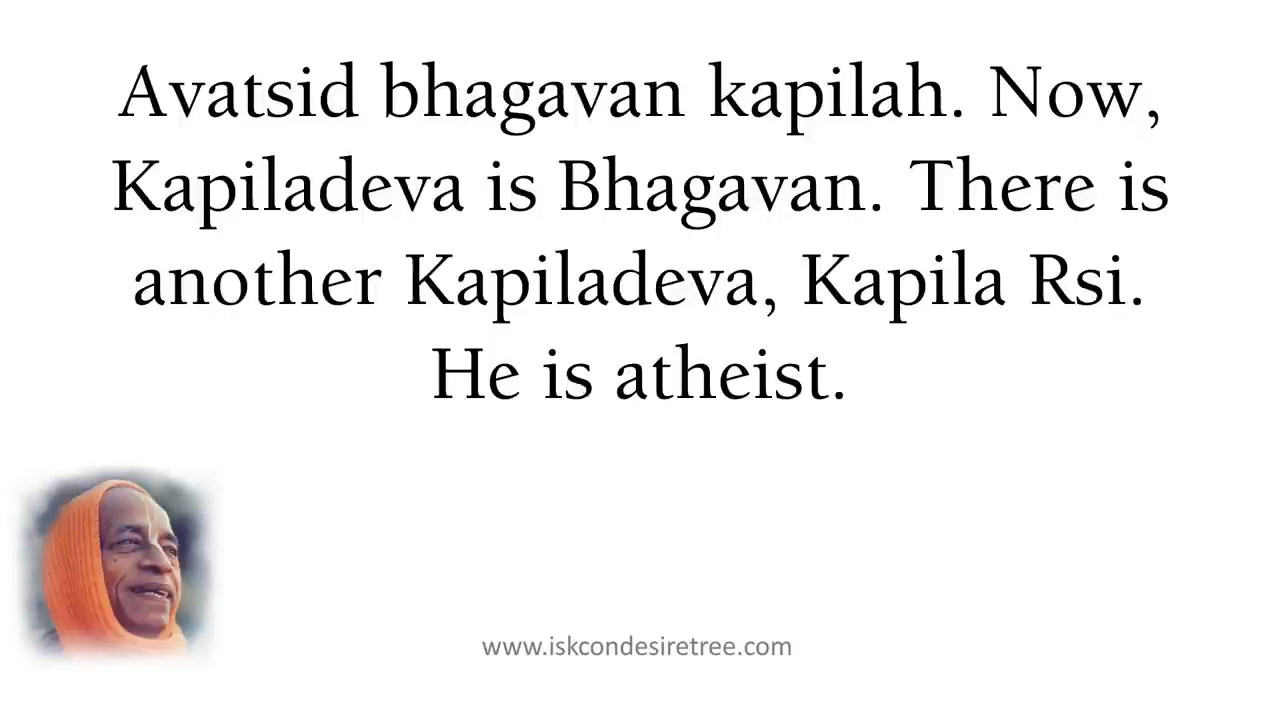 Avatsid bhagavan kapilah. Now,
Kapiladeva is Bhagavan. There is
another Kapiladeva, Kapila Rsi.
He is atheist.
www.iskcondesiretree.com